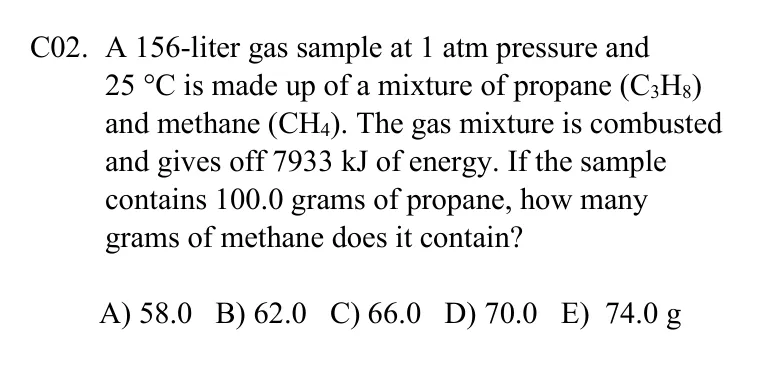 C02. A 156-liter gas sample at 1 atm pressure and
25 °C is made up of a mixture of propane (C₃H₈)
and methane (CH₄). The gas mixture is combusted
and gives off 7933 kJ of energy. If the sample
contains 100.0 grams of propane, how many
grams of methane does it contain?
A) 58.0 B) 62.0 C) 66.0 D) 70.0 E) 74.0 g